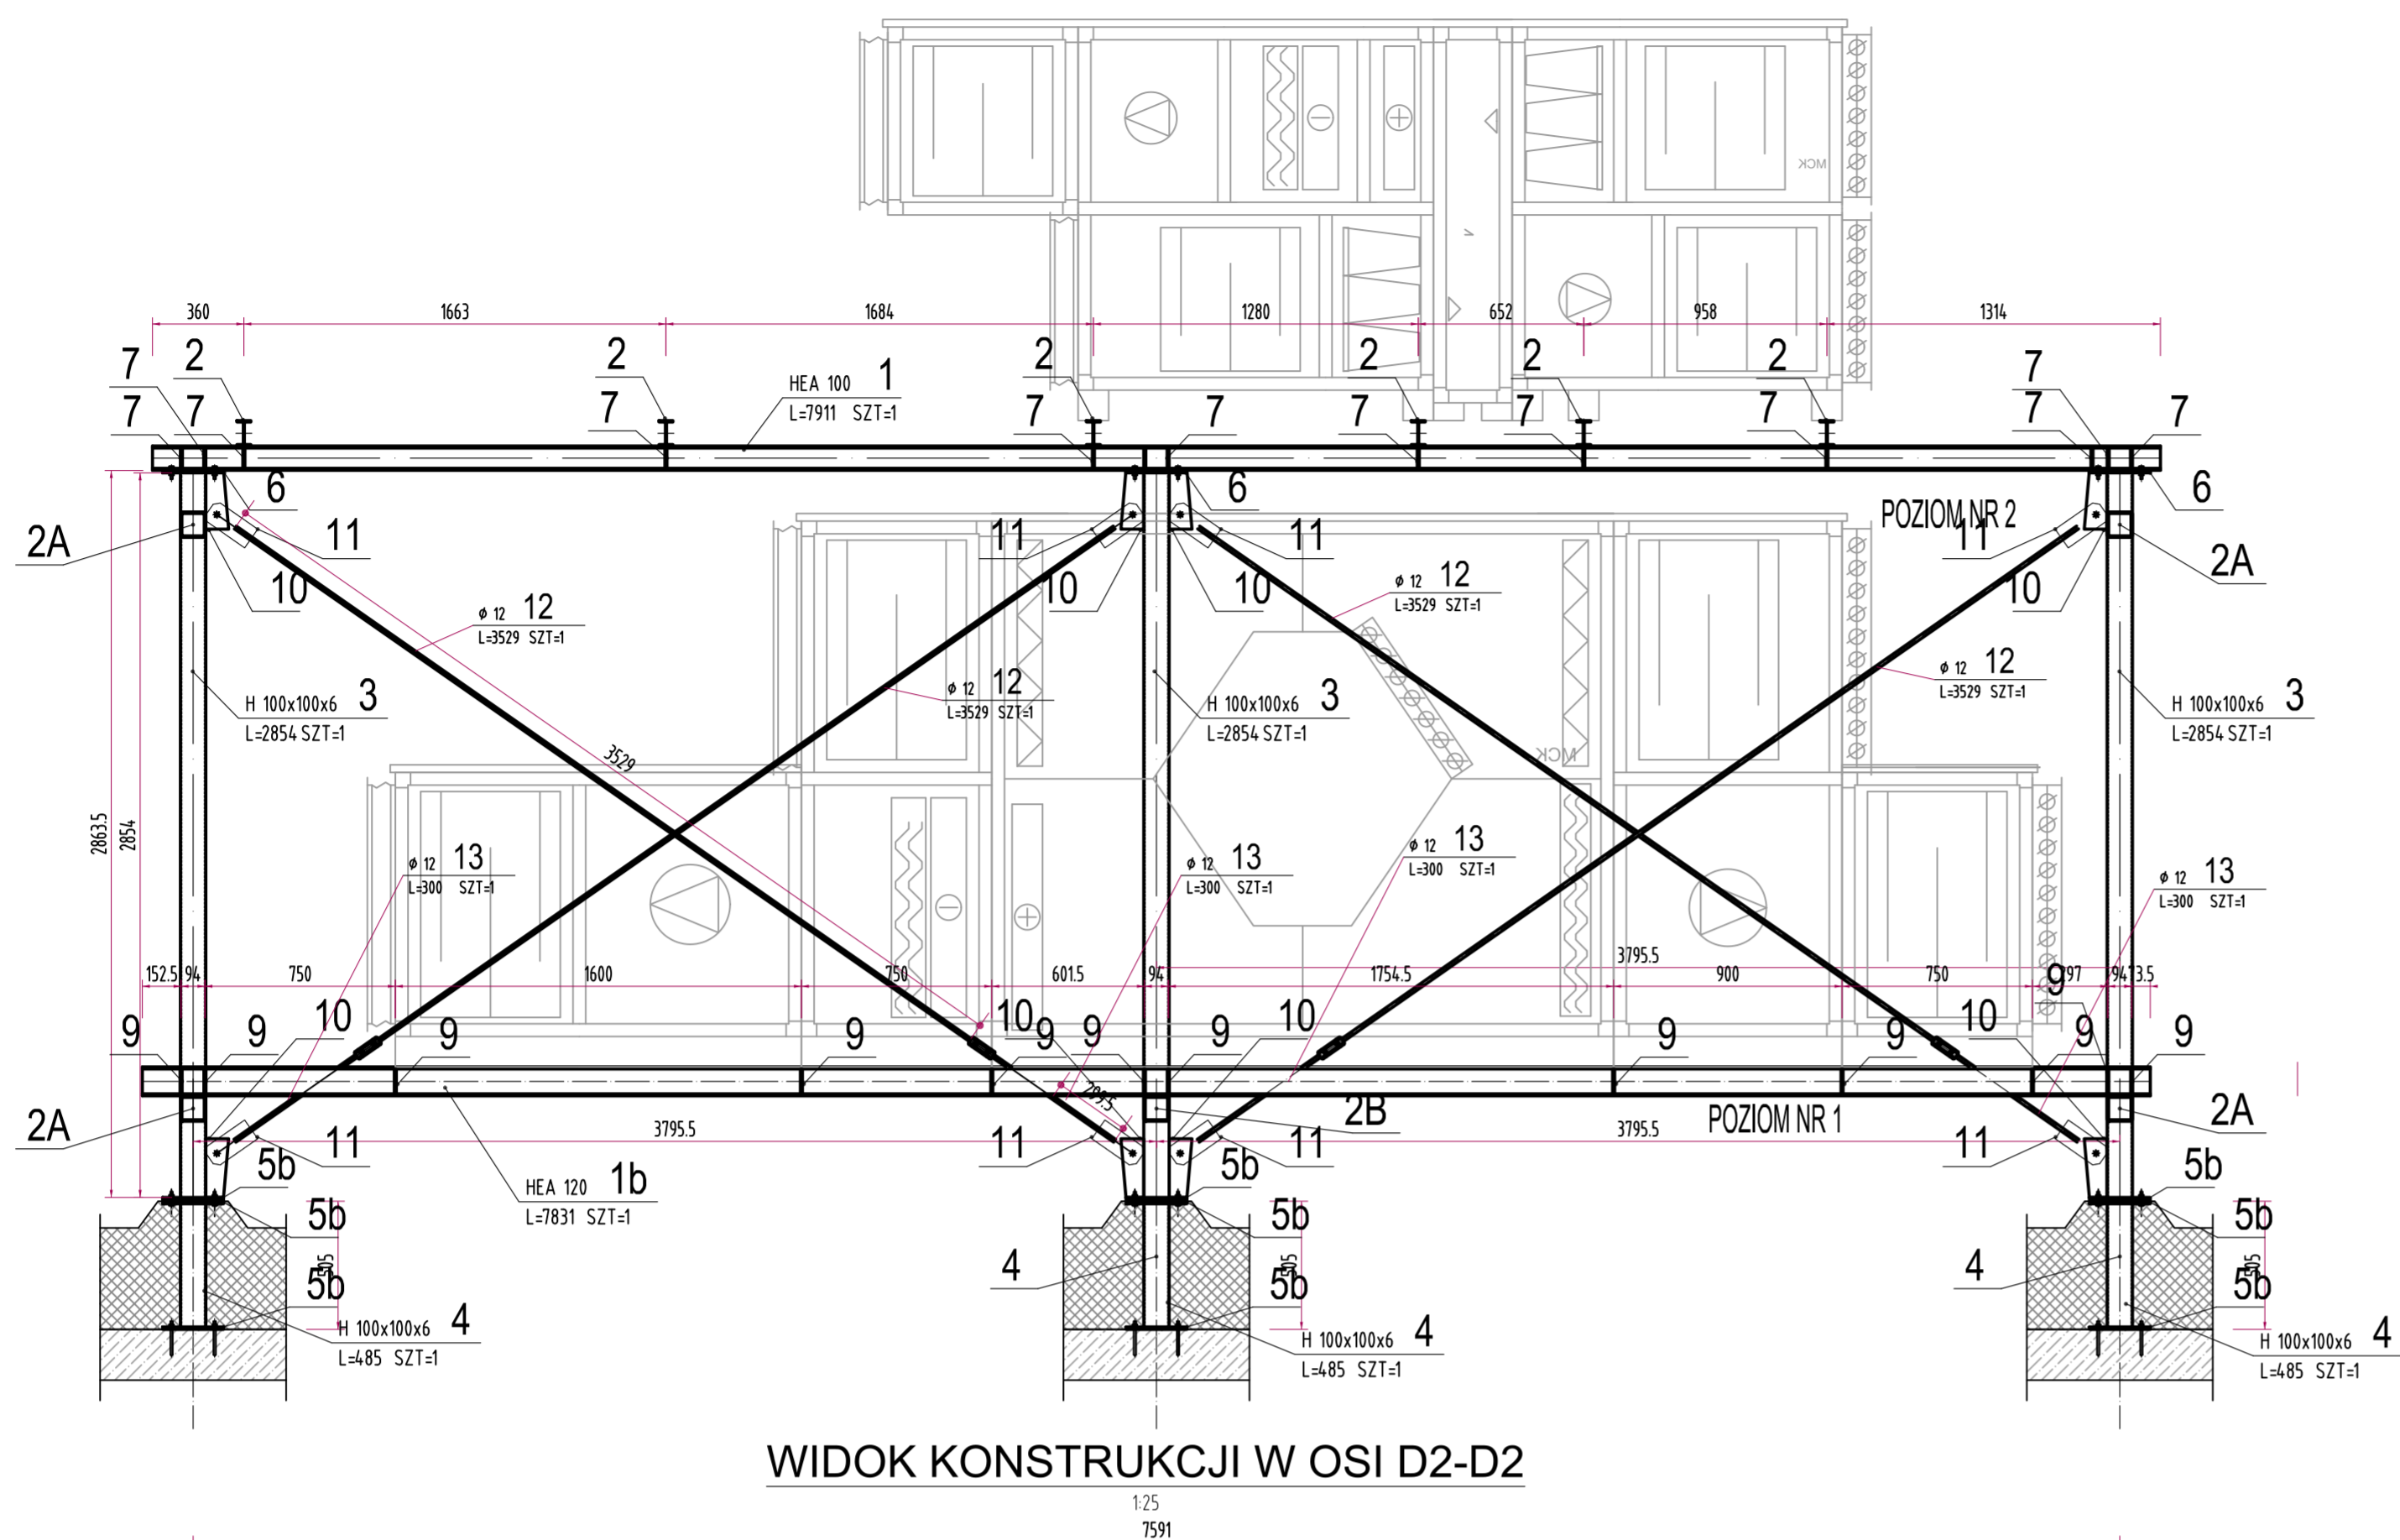 MCK
360 1663 1684 1280 652 958 1314
7 2 2 2 2 2 2 7
HEA 100 1
L=7911 SZT=1
7 7 7 7 7 7 7 7 7 7
6 6 POZIOM NR 2 6
2A 11 11 11 11 2A
10 10 10 10
ϕ 12 12
L=3529 SZT=1
ϕ 12 12
L=3529 SZT=1
ϕ 12 12
L=3529 SZT=1
ϕ 12 12
L=3529 SZT=1
H 100x100x6 3
L=2854 SZT=1
H 100x100x6 3
L=2854 SZT=1
H 100x100x6 3
L=2854 SZT=1
MCK
3529
2863.5 2854
ϕ 12 13
L=300 SZT=1
ϕ 12 13
L=300 SZT=1
ϕ 12 13
L=300 SZT=1
ϕ 12 13
L=300 SZT=1
3795.5
152.5 94 750 1600 750 601.5 94 1754.5 900 750 297 94
9 9 10 9 9 10 9 9 9 10 9 9 10 9 9 9
299.5
2A 2B POZIOM NR 1 2A
3795.5 3795.5
11 11 11 11
HEA 120 1b
L=7831 SZT=1
5b 5b 5b
5b 5b 5b
505 505 505
4 4
5b 5b 5b
H 100x100x6 4
L=485 SZT=1
H 100x100x6 4
L=485 SZT=1
H 100x100x6 4
L=485 SZT=1
WIDOK KONSTRUKCJI W OSI D2-D2
1:25
7591